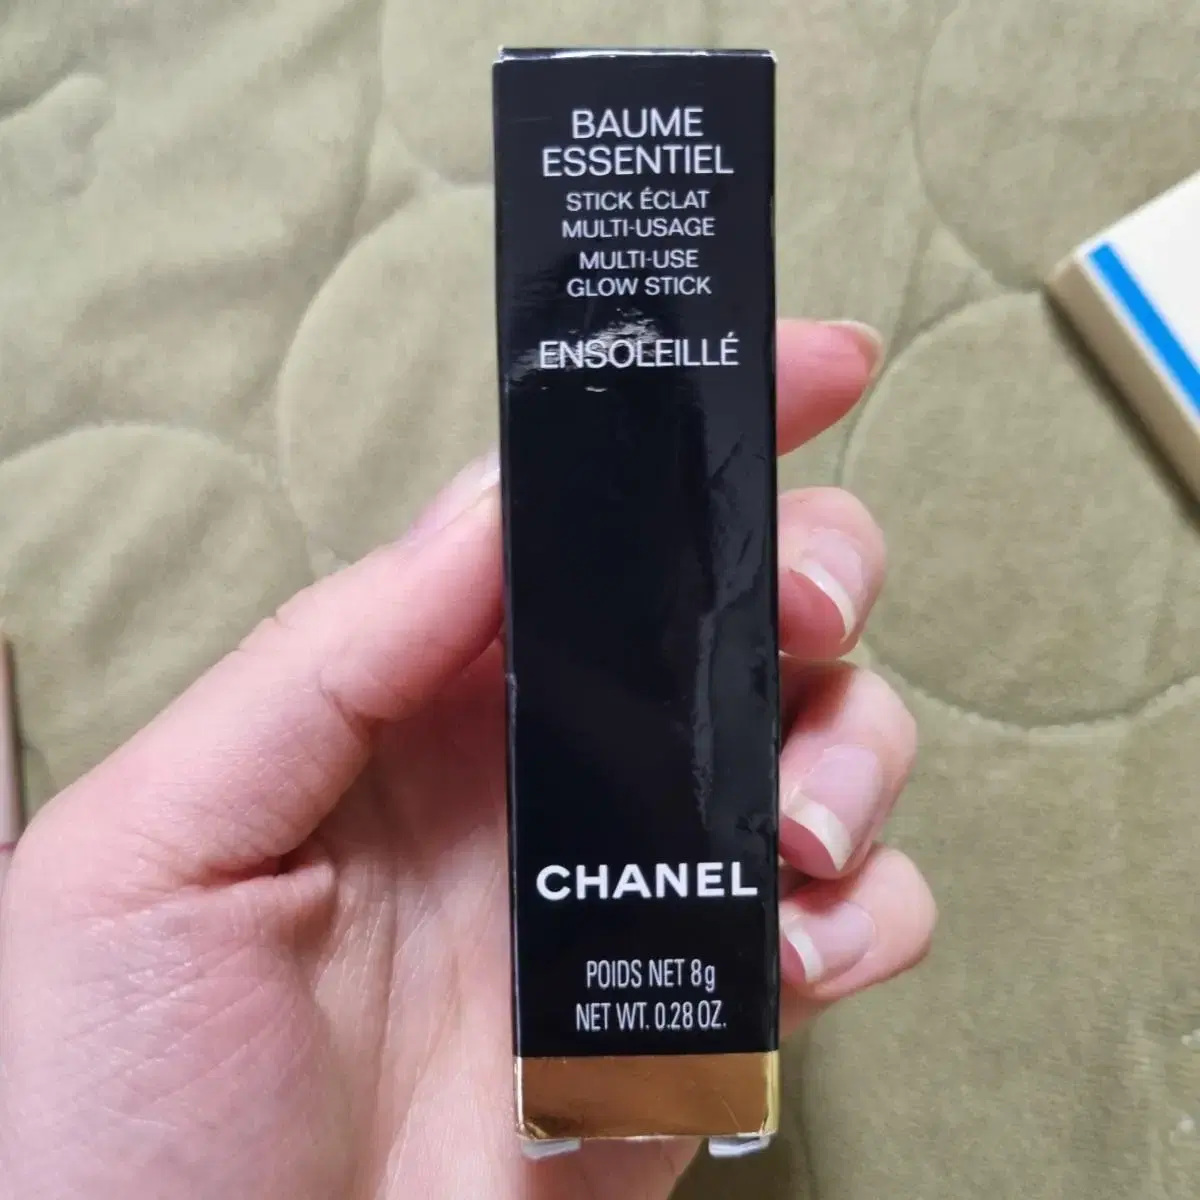 BAUME
ESSENTIEL
STICK ÉCLAT
MULTI-USAGE
MULTI-USE
GLOW STICK
ENSOLEILLÉ
CHANEL
POIDS NET 8g
NET WT. 0.28 OZ.